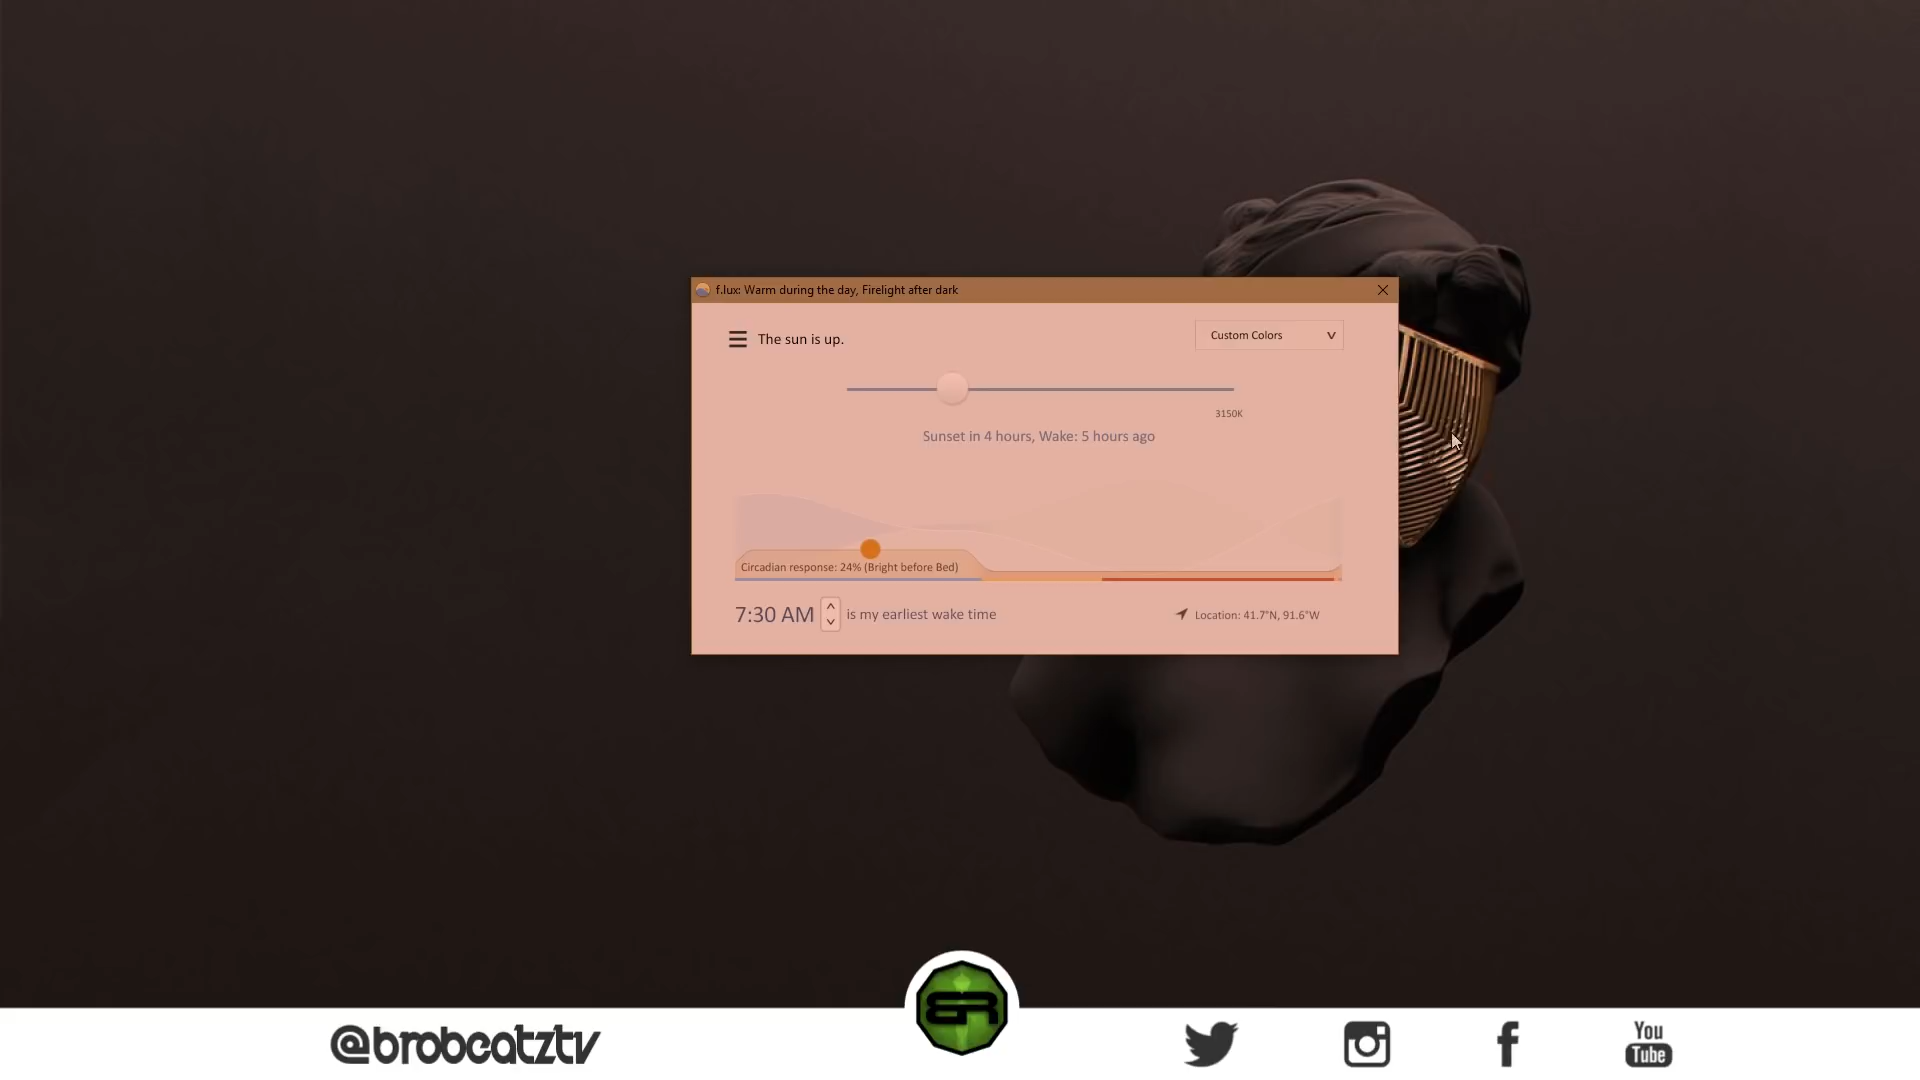 f.lux: Warm during the day, Firelight after dark
The sun is up.
Custom Colors
3150K
Sunset in 4 hours, Wake: 5 hours ago
Circadian response: 24% (Bright before Bed)
7:30 AM is my earliest wake time
Location: 41.7°N, 91.6°W
BR
@brobcatztv
You
Tube